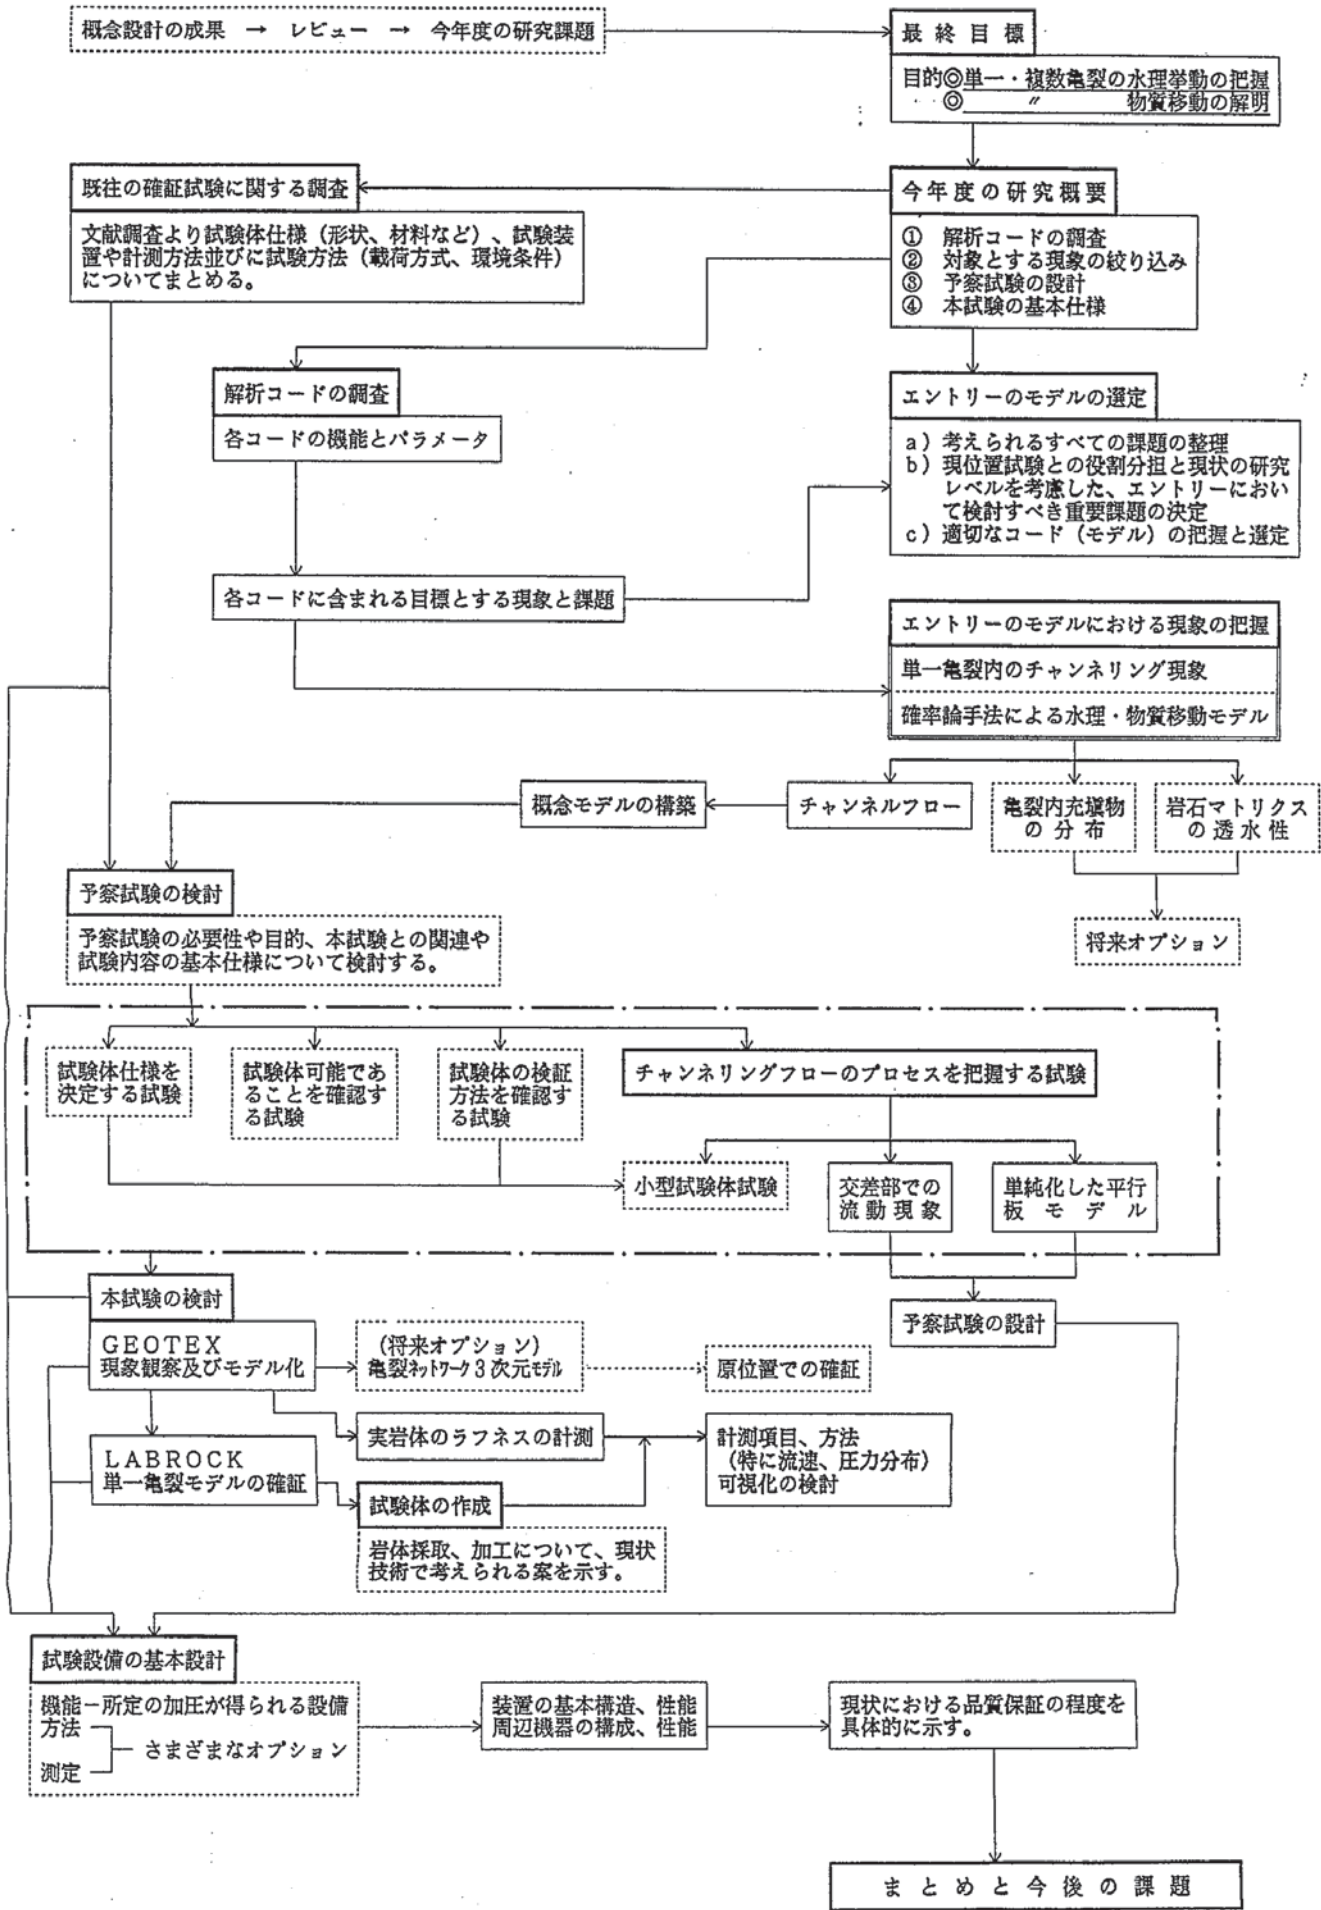 概念設計の成果 → レビュー → 今年度の研究課題
最終目標
目的◎単一・複数亀裂の水理挙動の把握
◎ 〃 物質移動の解明
既往の確証試験に関する調査
文献調査より試験体仕様（形状、材料など）、試験装
置や計測方法並びに試験方法（載荷方式、環境条件）
についてまとめる。
今年度の研究概要
① 解析コードの調査
② 対象とする現象の絞り込み
③ 予察試験の設計
④ 本試験の基本仕様
解析コードの調査
各コードの機能とパラメータ
エントリーのモデルの選定
a）考えられるすべての課題の整理
b）現位置試験との役割分担と現状の研究
レベルを考慮した、エントリーにおい
て検討すべき重要課題の決定
c）適切なコード（モデル）の把握と選定
各コードに含まれる目標とする現象と課題
エントリーのモデルにおける現象の把握
単一亀裂内のチャンネリング現象
確率論手法による水理・物質移動モデル
概念モデルの構築
チャンネルフロー
亀裂内充填物
の分布
岩石マトリクス
の透水性
将来オプション
予察試験の検討
予察試験の必要性や目的、本試験との関連や
試験内容の基本仕様について検討する。
試験体仕様を
決定する試験
試験体可能であ
ることを確認す
る試験
試験体の検証
方法を確認す
る試験
チャンネリングフローのプロセスを把握する試験
小型試験体試験
交差部での
流動現象
単純化した平行
板モデル
本試験の検討
GEOTEX
現象観察及びモデル化
（将来オプション）
亀裂ネットワーク3次元モデル
原位置での確証
予察試験の設計
実岩体のラフネスの計測
計測項目、方法
（特に流速、圧力分布）
可視化の検討
LABROCK
単一亀裂モデルの確証
試験体の作成
岩体採取、加工について、現状
技術で考えられる案を示す。
試験設備の基本設計
機能－所定の加圧が得られる設備
方法
さまざまなオプション
測定
装置の基本構造、性能
周辺機器の構成、性能
現状における品質保証の程度を
具体的に示す。
まとめと今後の課題